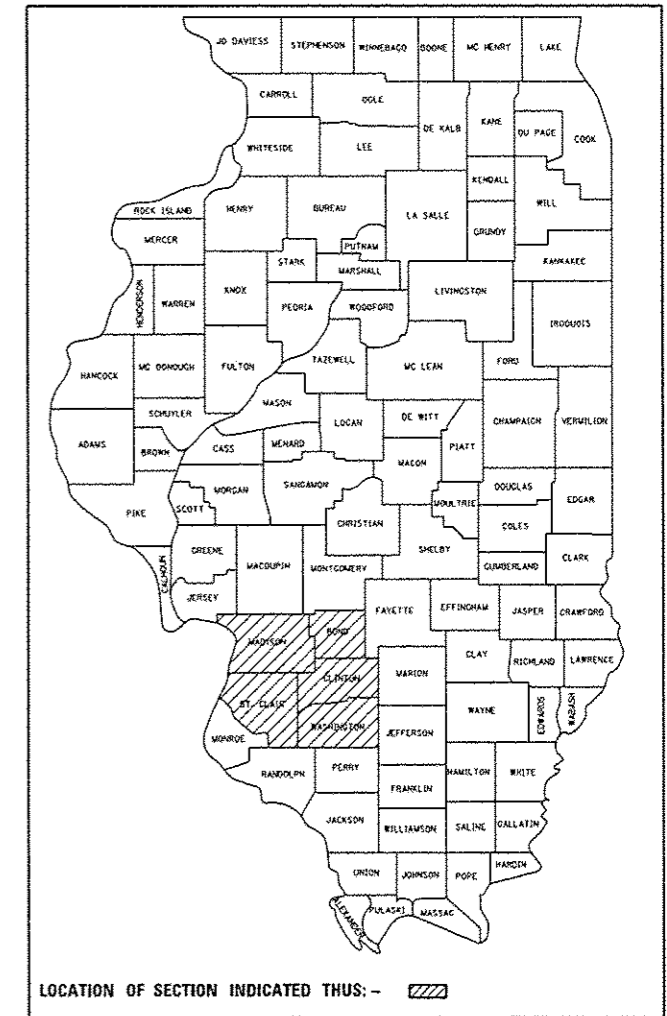 JO DAVIESS STEPHENSON WINNEBAGO BOONE MC HENRY LAKE
CARROLL OGLE DE KALB KANE DU PAGE COOK
WHITESIDE LEE KENDALL WILL
ROCK ISLAND HENRY BUREAU LA SALLE GRUNDY
MERCER PUTNAM KANKAKEE
STARK MARSHALL
HENDERSON WARREN KNOX PEORIA WOODFORD LIVINGSTON IROQUOIS
HANCOCK MC DONOUGH FULTON TAZEWELL MC LEAN FORD
SCHUYLER MASON LOGAN DE WITT CHAMPAIGN VERMILION
ADAMS BROWN CASS MENARD MACON PIATT
PIKE SCOTT MORGAN SANGAMON CHRISTIAN MOULTRIE DOUGLAS EDGAR
COLES
CALHOUN GREENE MACOUPIN MONTGOMERY SHELBY CUMBERLAND CLARK
JERSEY FAYETTE EFFINGHAM JASPER CRAWFORD
MADISON BOND CLAY RICHLAND LAWRENCE
CLINTON MARION
ST. CLAIR WASHINGTON WAYNE EDWARDS WABASH
MONROE JEFFERSON
RANDOLPH PERRY HAMILTON WHITE
FRANKLIN
JACKSON WILLIAMSON SALINE GALLATIN
UNION JOHNSON POPE HARDIN
ALEXANDER PULASKI MASSAC
LOCATION OF SECTION INDICATED THUS: -